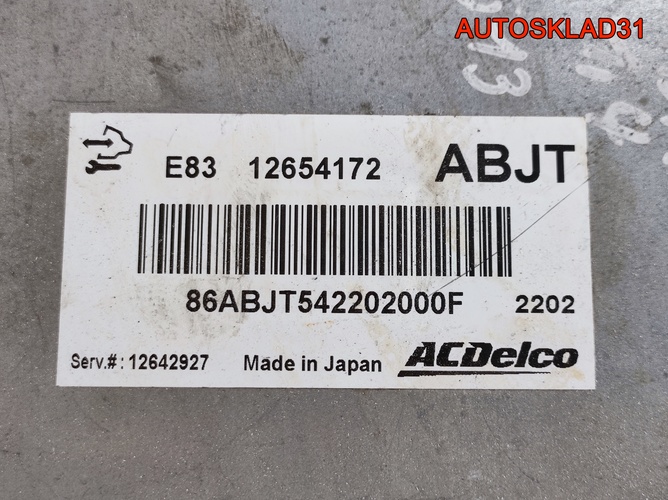 AUTOSKLAD31
E83 12654172 ABJT
86ABJT542202000F 2202
Serv.#: 12642927 Made in Japan ACDelco